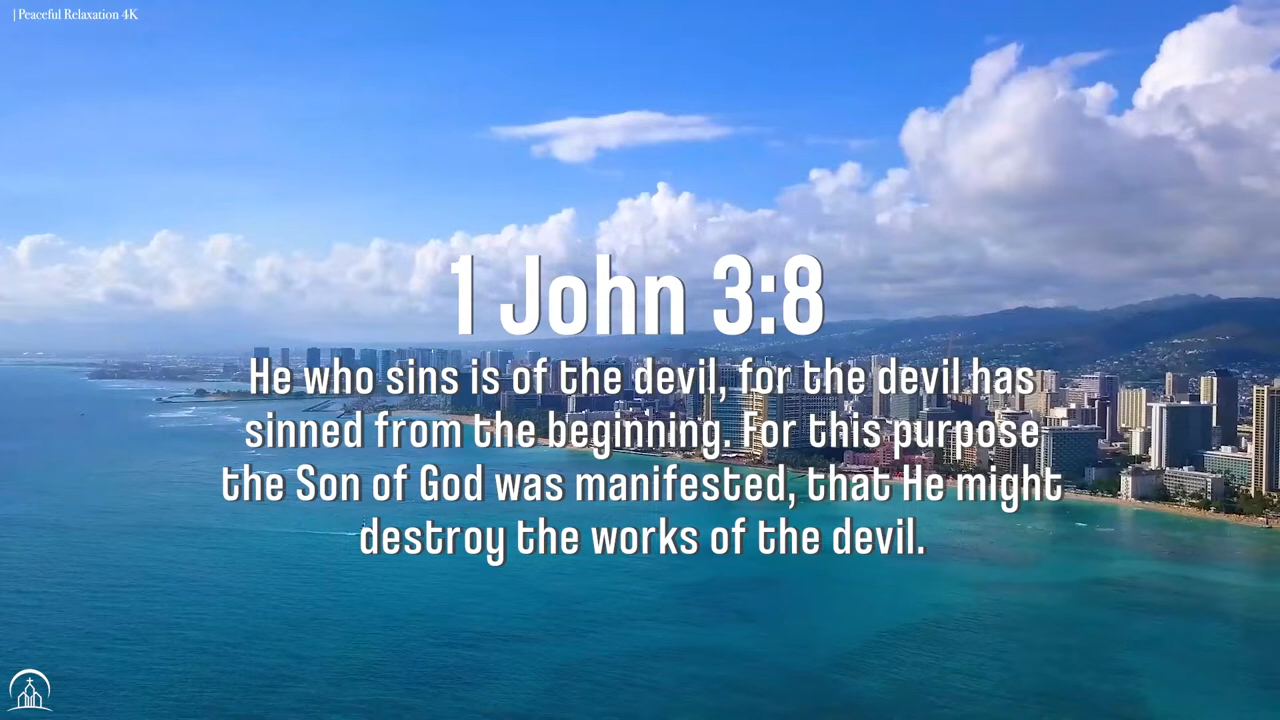 | Peaceful Relaxation 4K
1 John 3:8
He who sins is of the devil, for the devil has
sinned from the beginning. For this purpose
the Son of God was manifested, that He might
destroy the works of the devil.